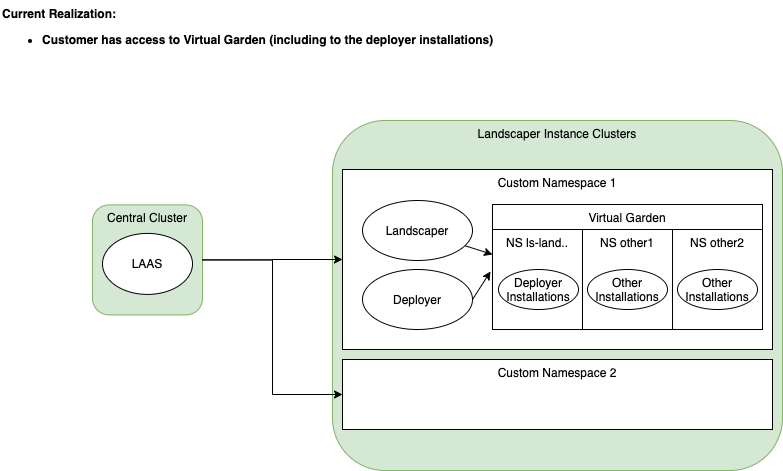 Current Realization:
• Customer has access to Virtual Garden (including to the deployer installations)
Landscaper Instance Clusters
Custom Namespace 1
Central Cluster
LAAS
Landscaper
Deployer
Virtual Garden
NS ls-land..
NS other1
NS other2
Deployer
Installations
Other
Installations
Other
Installations
Custom Namespace 2